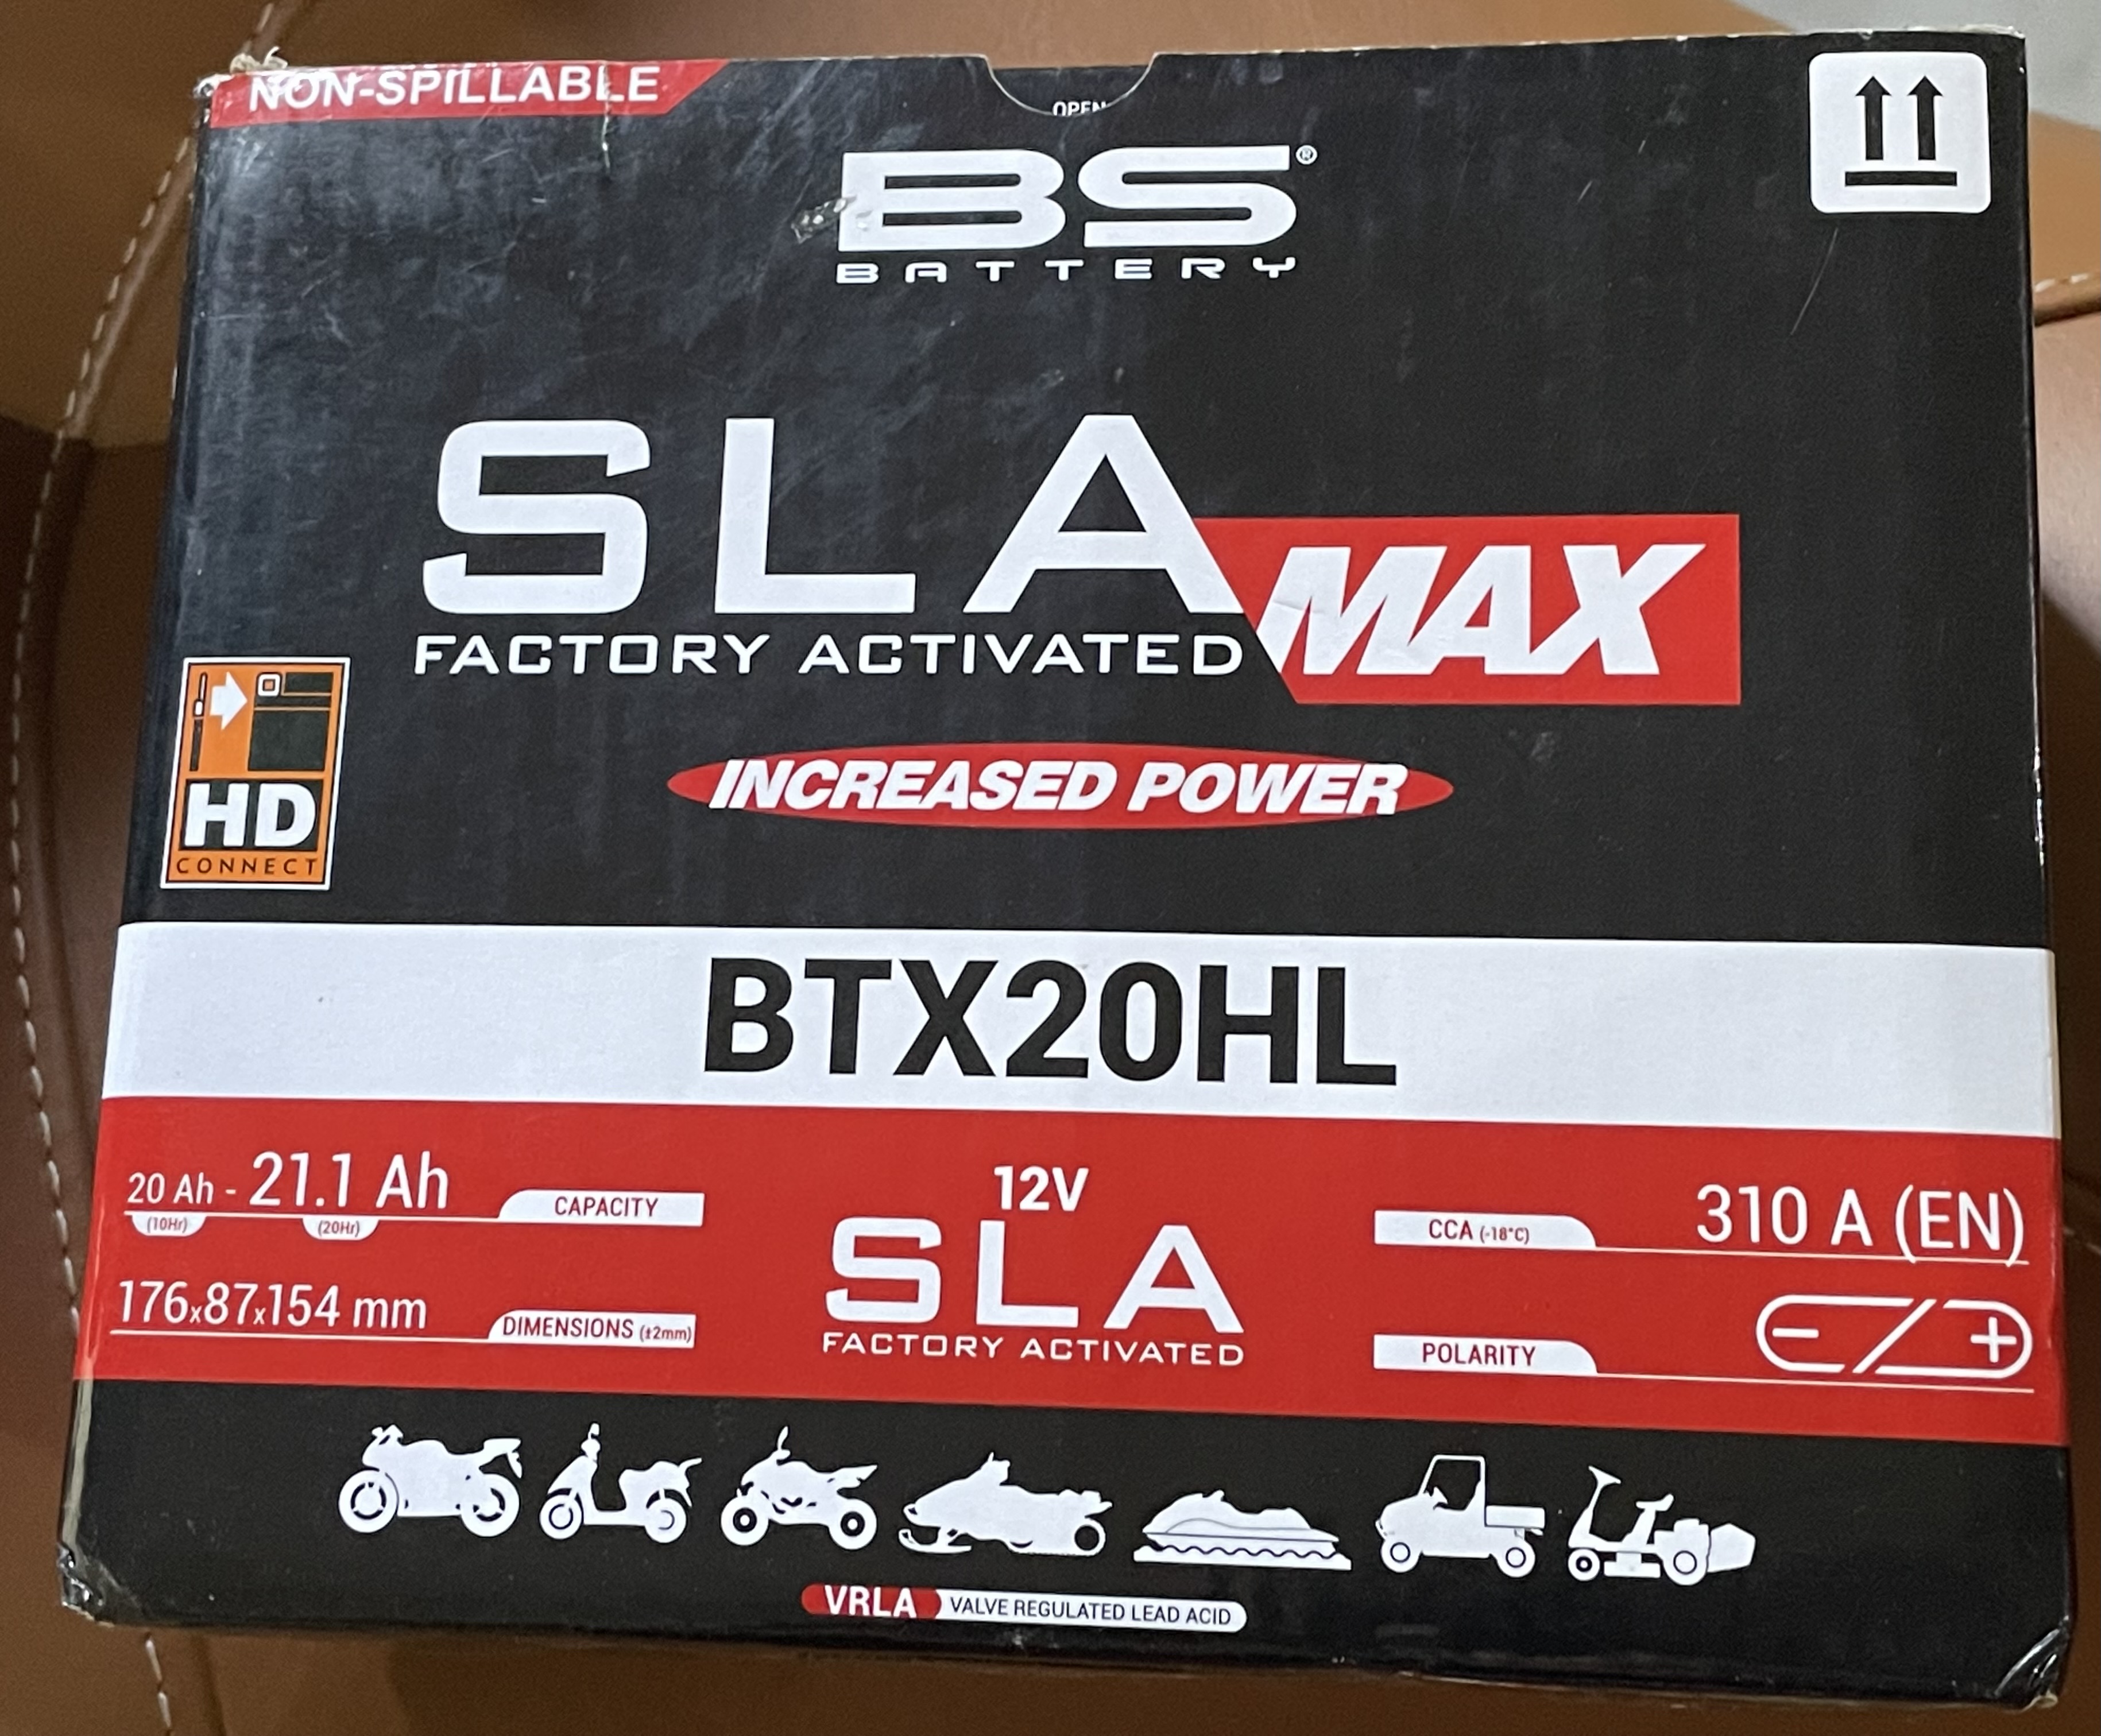 NON-SPILLABLE
OPEN
BS®
BATTERY
SLA MAX
FACTORY ACTIVATED
INCREASED POWER
HD
CONNECT
BTX20HL
20 Ah - 21.1 Ah CAPACITY
(10Hr) (20Hr)
176x87x154 mm DIMENSIONS (±2mm)
12V
SLA
FACTORY ACTIVATED
CCA (-18°C) 310 A (EN)
POLARITY - +
VRLA VALVE REGULATED LEAD ACID